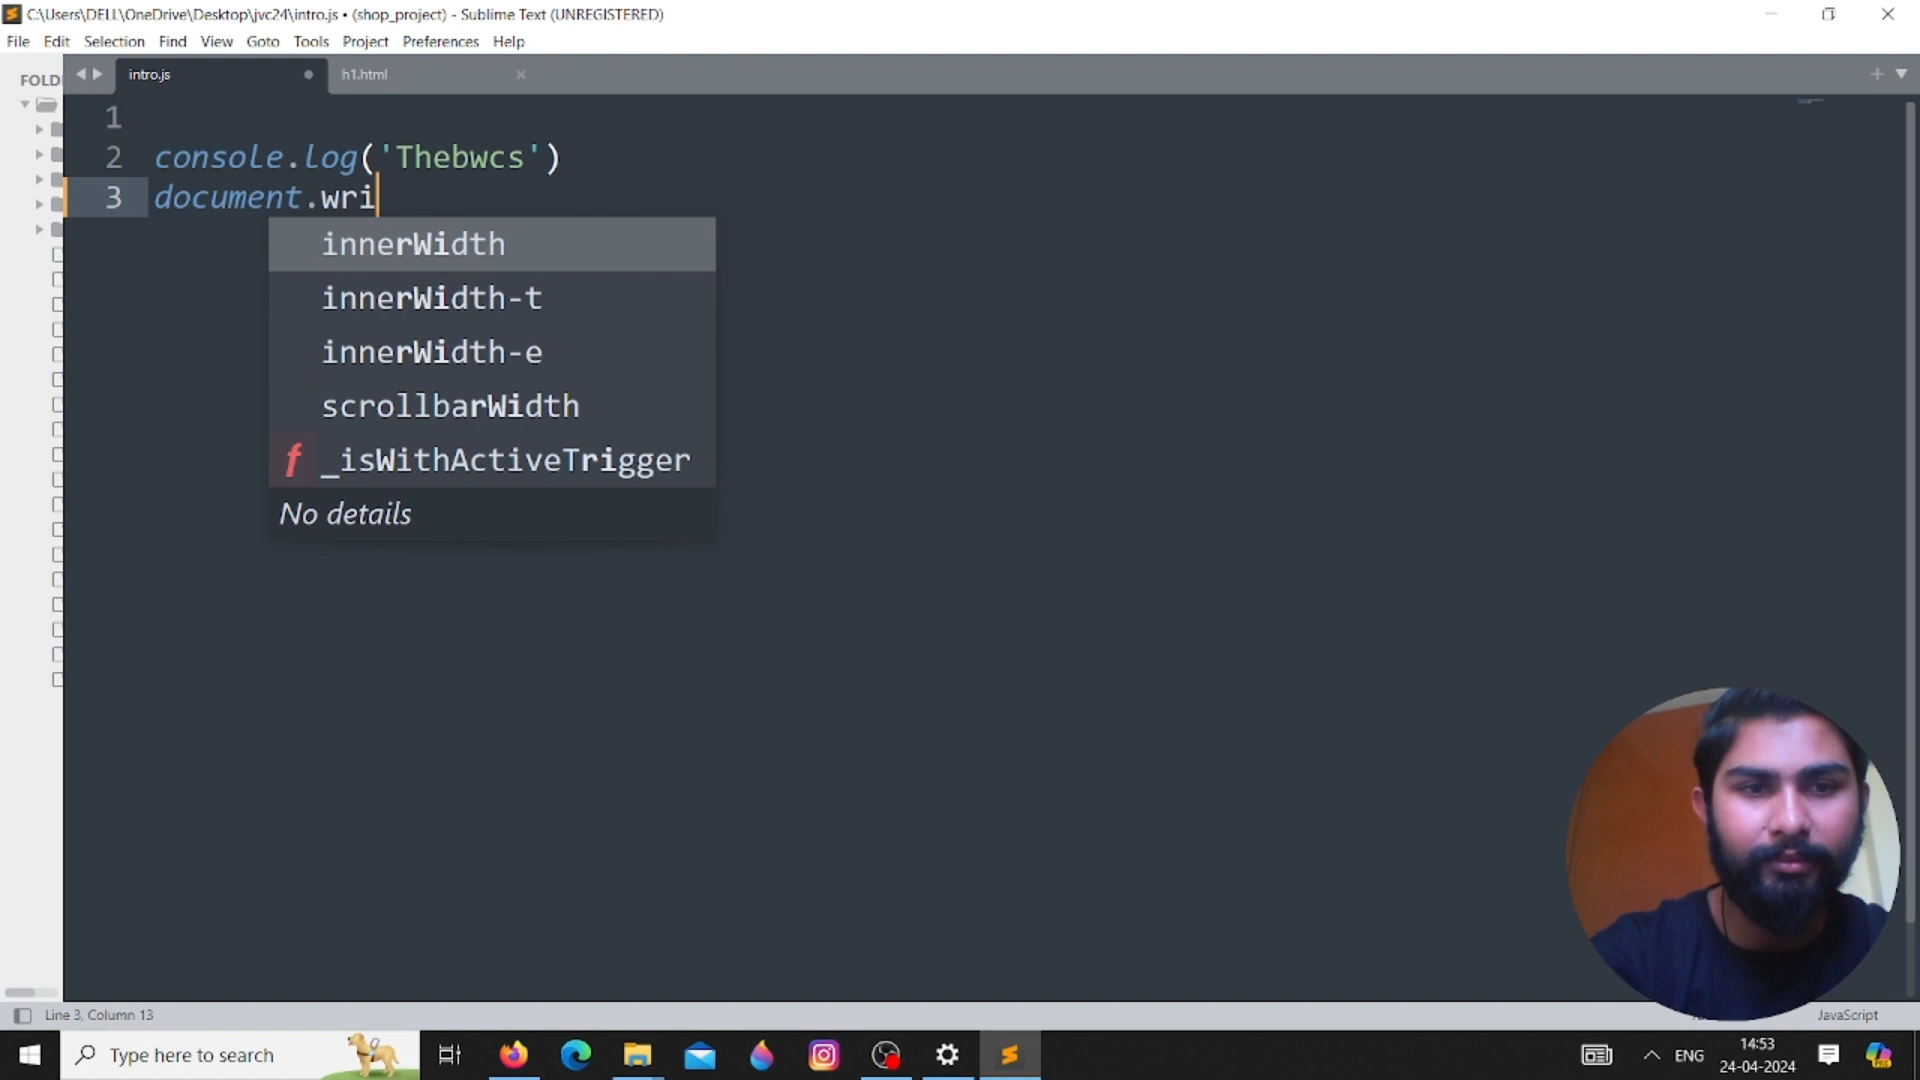 C:\Users\DELL\OneDrive\Desktop\jvc24\intro.js • (shop_project) - Sublime Text (UNREGISTERED)
File Edit Selection Find View Goto Tools Project Preferences Help
FOLD
intro.js
h1.html
1
2 console.log('Thebwcs')
3 document.wri
innerWidth
innerWidth-t
innerWidth-e
scrollbarWidth
f _isWithActiveTrigger
No details
Line 3, Column 13
JavaScript
Type here to search
ENG
14:53
24-04-2024